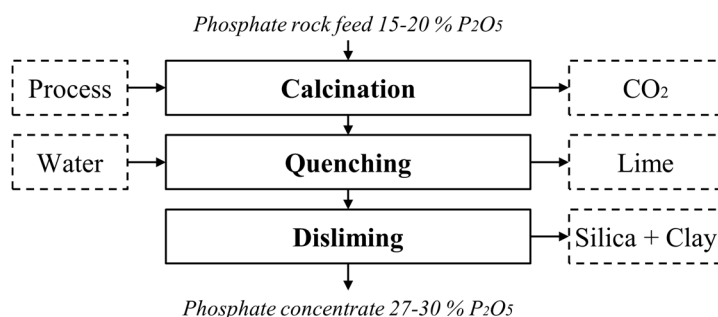 Phosphate rock feed 15-20 % P₂O₅
Process
Calcination
CO₂
Water
Quenching
Lime
Disliming
Silica + Clay
Phosphate concentrate 27-30 % P₂O₅